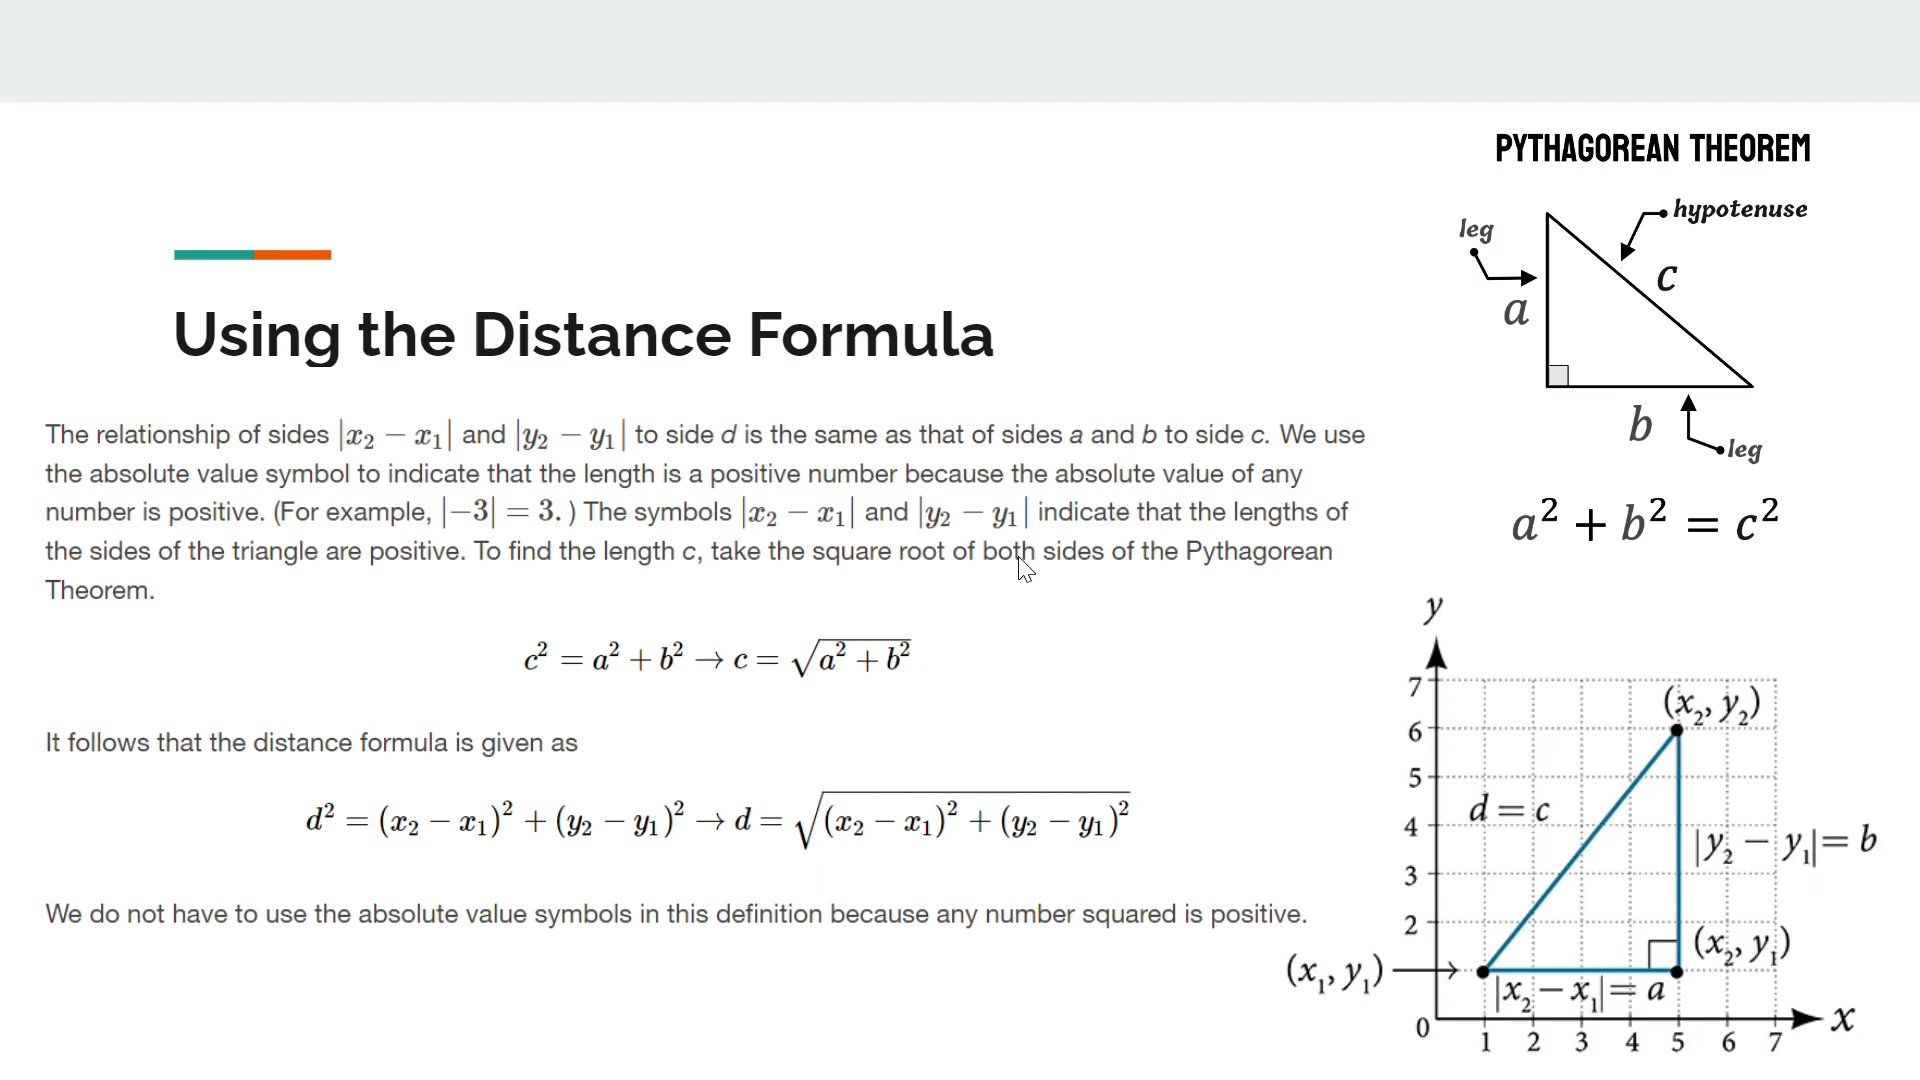 Using the Distance Formula
The relationship of sides |x₂ − x₁| and |y₂ − y₁| to side d is the same as that of sides a and b to side c. We use
the absolute value symbol to indicate that the length is a positive number because the absolute value of any
number is positive. (For example, |−3| = 3. ) The symbols |x₂ − x₁| and |y₂ − y₁| indicate that the lengths of
the sides of the triangle are positive. To find the length c, take the square root of both sides of the Pythagorean
Theorem.
c² = a² + b² → c = √(a² + b²)
It follows that the distance formula is given as
d² = (x₂ − x₁)² + (y₂ − y₁)² → d = √((x₂ − x₁)² + (y₂ − y₁)²)
We do not have to use the absolute value symbols in this definition because any number squared is positive.
PYTHAGOREAN THEOREM
hypotenuse
leg
c
a
b
leg
a² + b² = c²
y
7
(x₂, y₂)
6
5
d = c
4
|y₂ − y₁| = b
3
2
(x₂, y₁)
(x₁, y₁)
|x₂ − x₁| = a
0
1 2 3 4 5 6 7
x